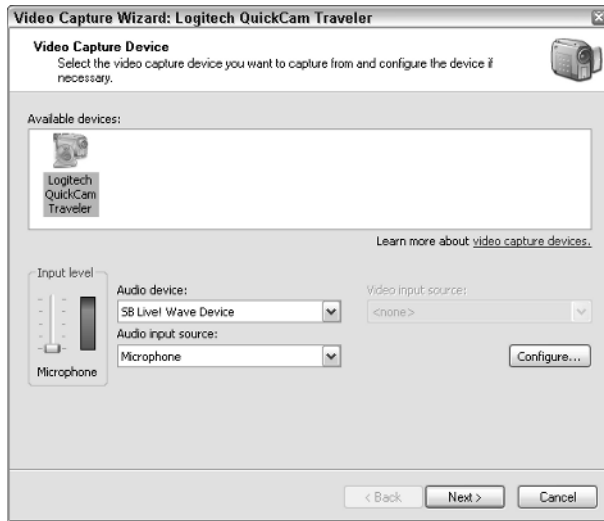 Video Capture Wizard: Logitech QuickCam Traveler
Video Capture Device
Select the video capture device you want to capture from and configure the device if
necessary.
Available devices:
Logitech
QuickCam
Traveler
Learn more about video capture devices.
Input level
Microphone
Audio device:
SB Live! Wave Device
Audio input source:
Microphone
Video input source:
<none>
Configure...
< Back
Next >
Cancel